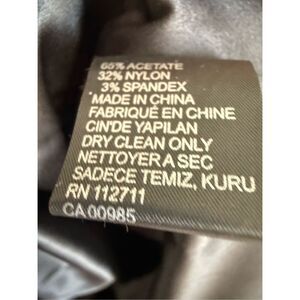 65% ACETATE
32% NYLON
3% SPANDEX
MADE IN CHINA
FABRIQUÉ EN CHINE
CIN'DE YAPILAN
DRY CLEAN ONLY
NETTOYER A SEC
SADECE TEMIZ, KURU
RN 112711
CA 00985